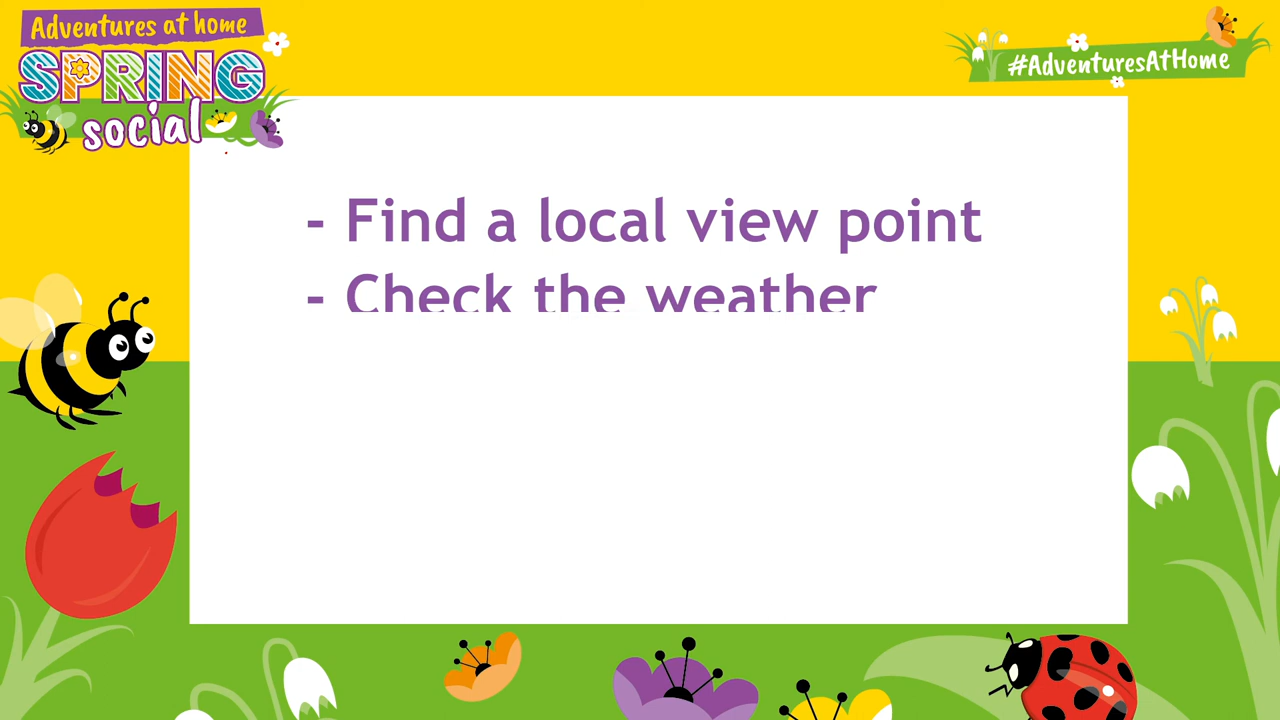 Adventures at home
SPRING
social
#AdventuresAtHome
- Find a local view point
- Check the weather